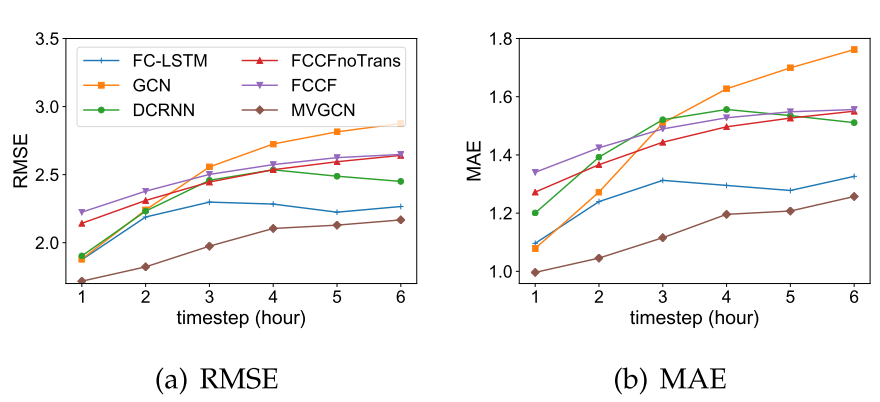 3.5
3.0
2.5
2.0
RMSE
FC-LSTM
GCN
DCRNN
FCCFnoTrans
FCCF
MVGCN
1 2 3 4 5 6
timestep (hour)
(a) RMSE
1.8
1.6
1.4
1.2
1.0
MAE
1 2 3 4 5 6
timestep (hour)
(b) MAE